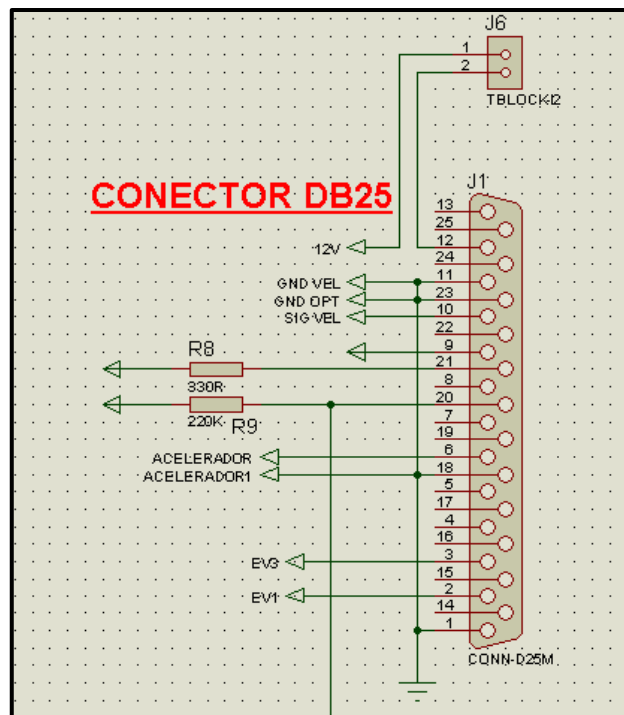 J6
1
2
TBLOCK-I2
CONECTOR DB25
J1
13
25
12V
12
24
GND VEL
11
GND OPT
23
SIG VEL
10
22
9
R8
21
330R
8
20
220K
R9
7
19
ACELERADOR
6
ACELERADOR1
18
5
17
4
16
EV3
3
15
EV1
2
14
1
CONN-D25M